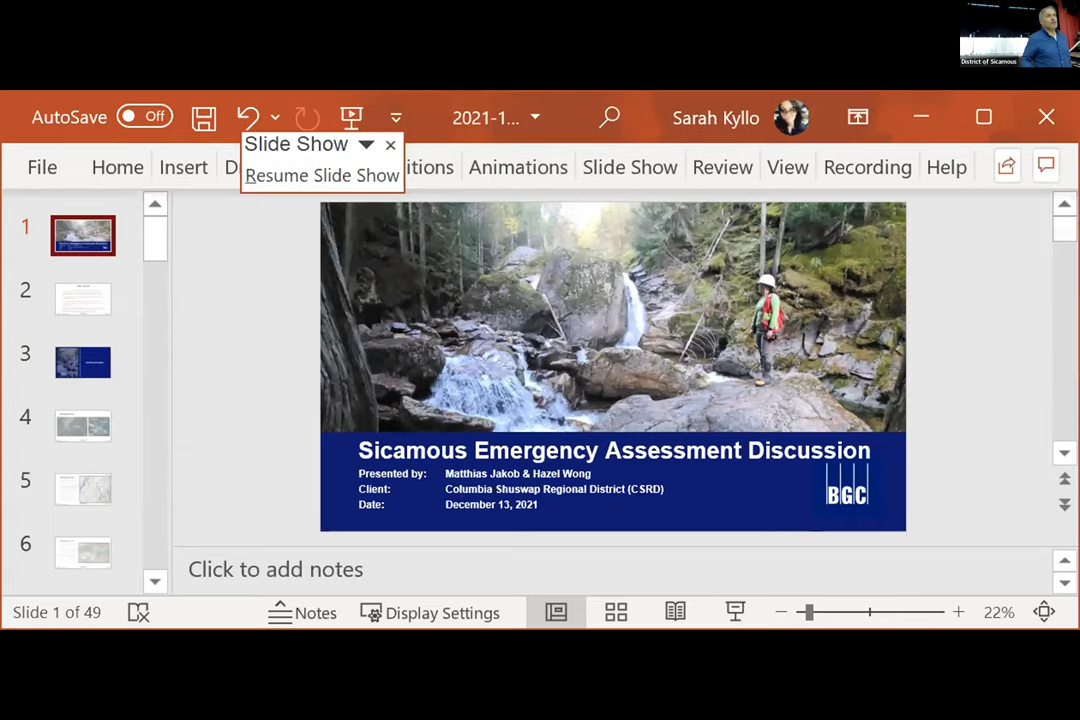 District of Sicamous
AutoSave Off 2021-1... Sarah Kyllo
Slide Show
Resume Slide Show
File Home Insert D itions Animations Slide Show Review View Recording Help
1
2
3
4
5
6
Sicamous Emergency Assessment Discussion
Presented by: Matthias Jakob & Hazel Wong
Client: Columbia Shuswap Regional District (CSRD)
Date: December 13, 2021
BGC
Click to add notes
Slide 1 of 49 Notes Display Settings 22%